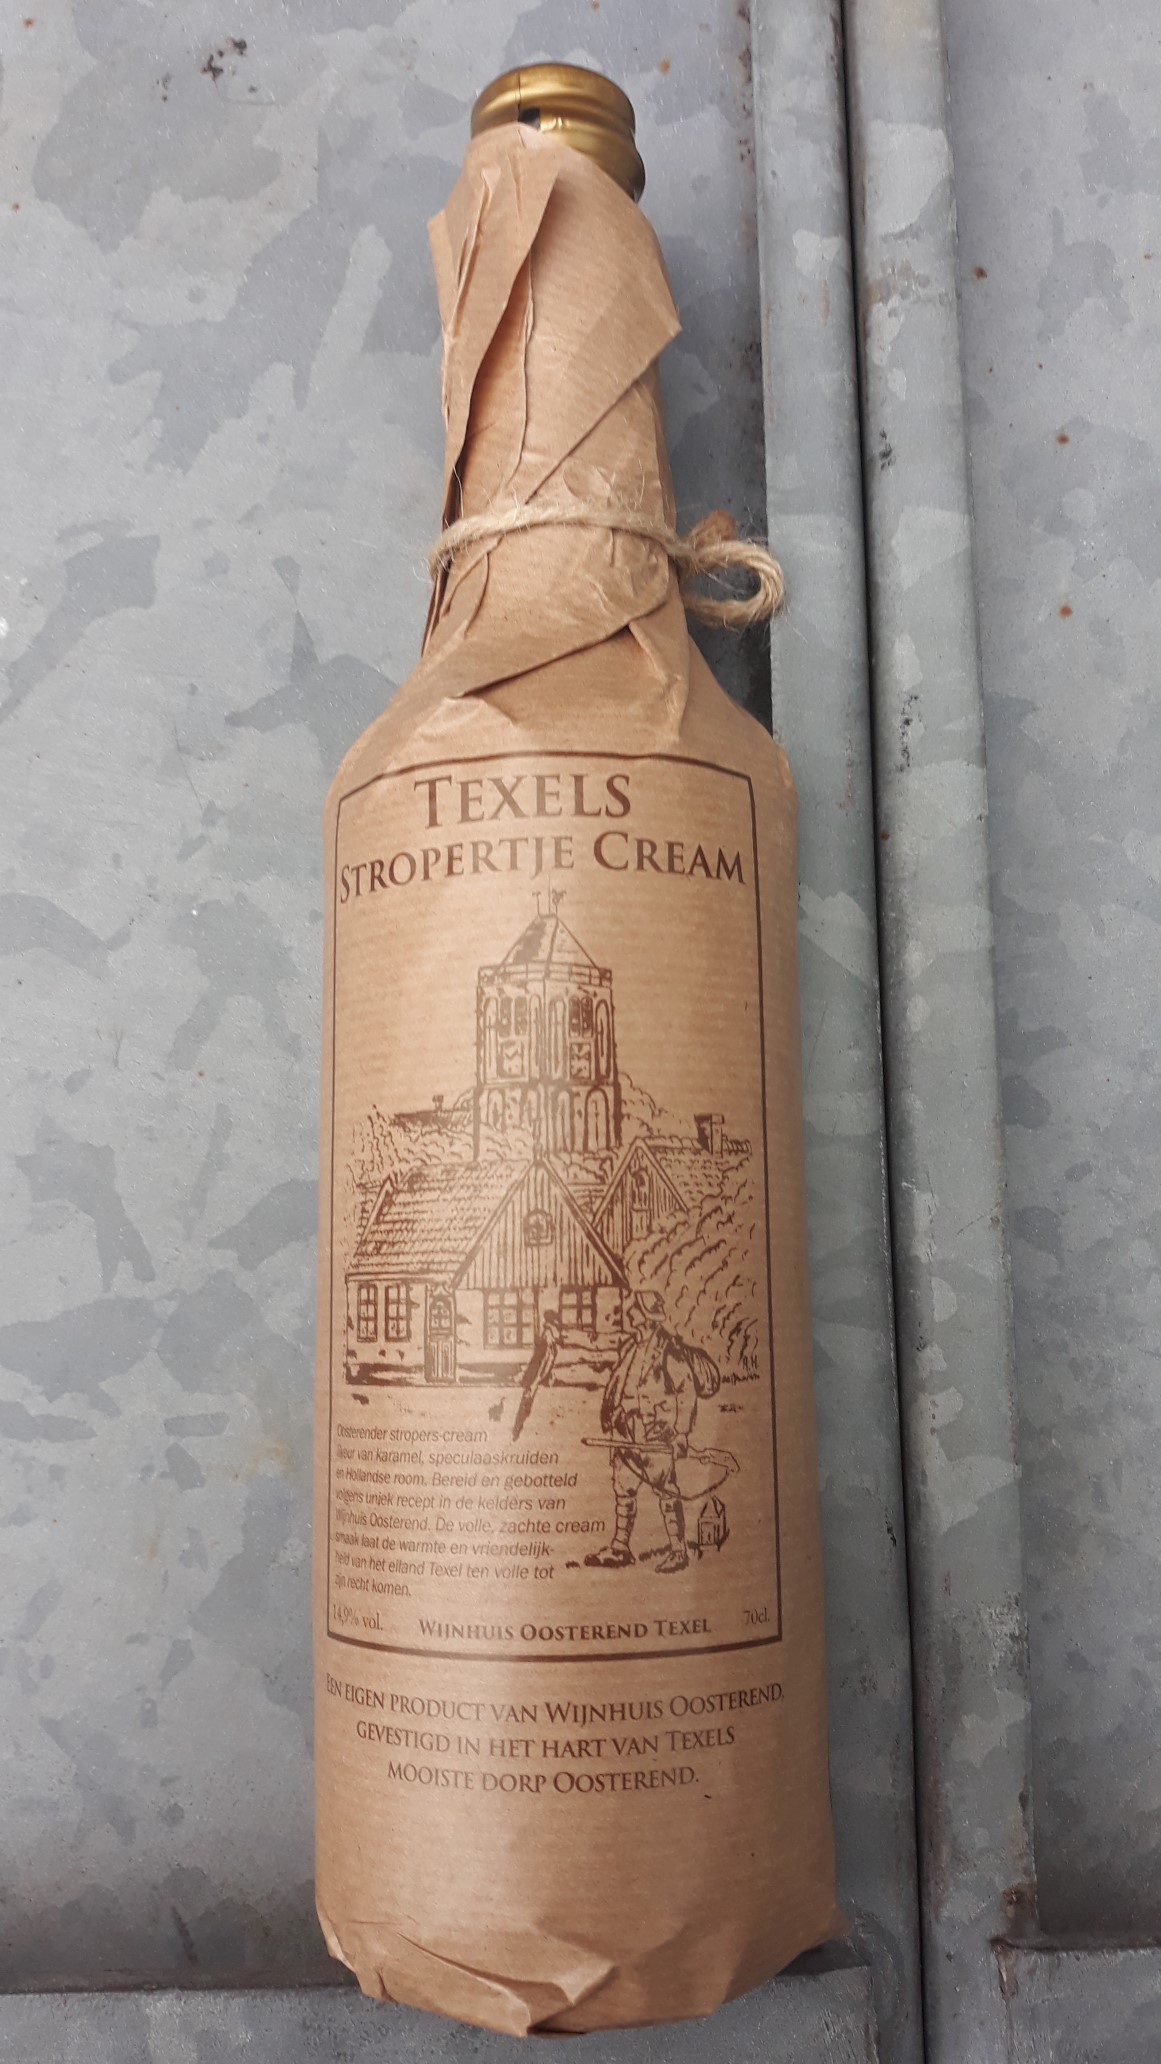 TEXELS
STROPERTJE CREAM
Oosterender stropers-cream
likeur van karamel, speculaaskruiden
en Hollandse room. Bereid en gebotteld
volgens unjek recept in de kelders van
Wijnhuis Oosterend. De volle, zachte cream
smaak laat de warmte en vriendelijk-
heid van het eiland Texel ten volle tot
zijn recht komen.
14,9% vol. WIJNHUIS OOSTEREND TEXEL 70cl.
EEN EIGEN PRODUCT VAN WIJNHUIS OOSTEREND,
GEVESTIGD IN HET HART VAN TEXELS
MOOISTE DORP OOSTEREND.